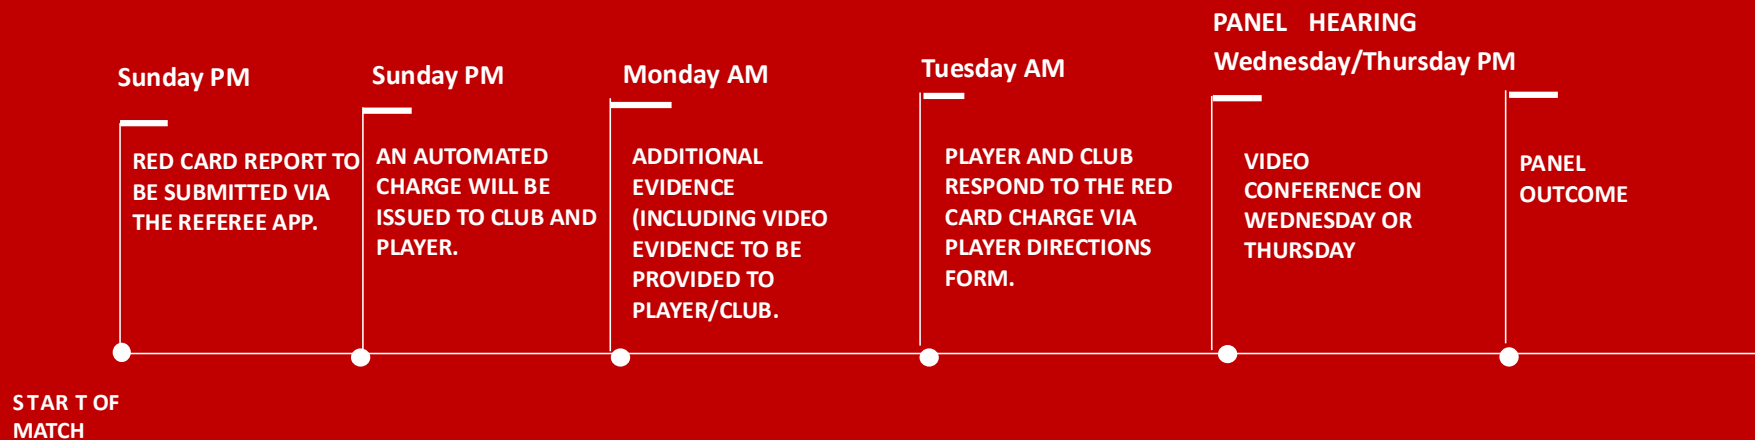 Sunday PM
RED CARD REPORT TO
BE SUBMITTED VIA
THE REFEREE APP.
Sunday PM
AN AUTOMATED
CHARGE WILL BE
ISSUED TO CLUB AND
PLAYER.
Monday AM
ADDITIONAL
EVIDENCE
(INCLUDING VIDEO
EVIDENCE TO BE
PROVIDED TO
PLAYER/CLUB.
Tuesday AM
PLAYER AND CLUB
RESPOND TO THE RED
CARD CHARGE VIA
PLAYER DIRECTIONS
FORM.
PANEL HEARING
Wednesday/Thursday PM
VIDEO
CONFERENCE ON
WEDNESDAY OR
THURSDAY
PANEL
OUTCOME
START OF
MATCH